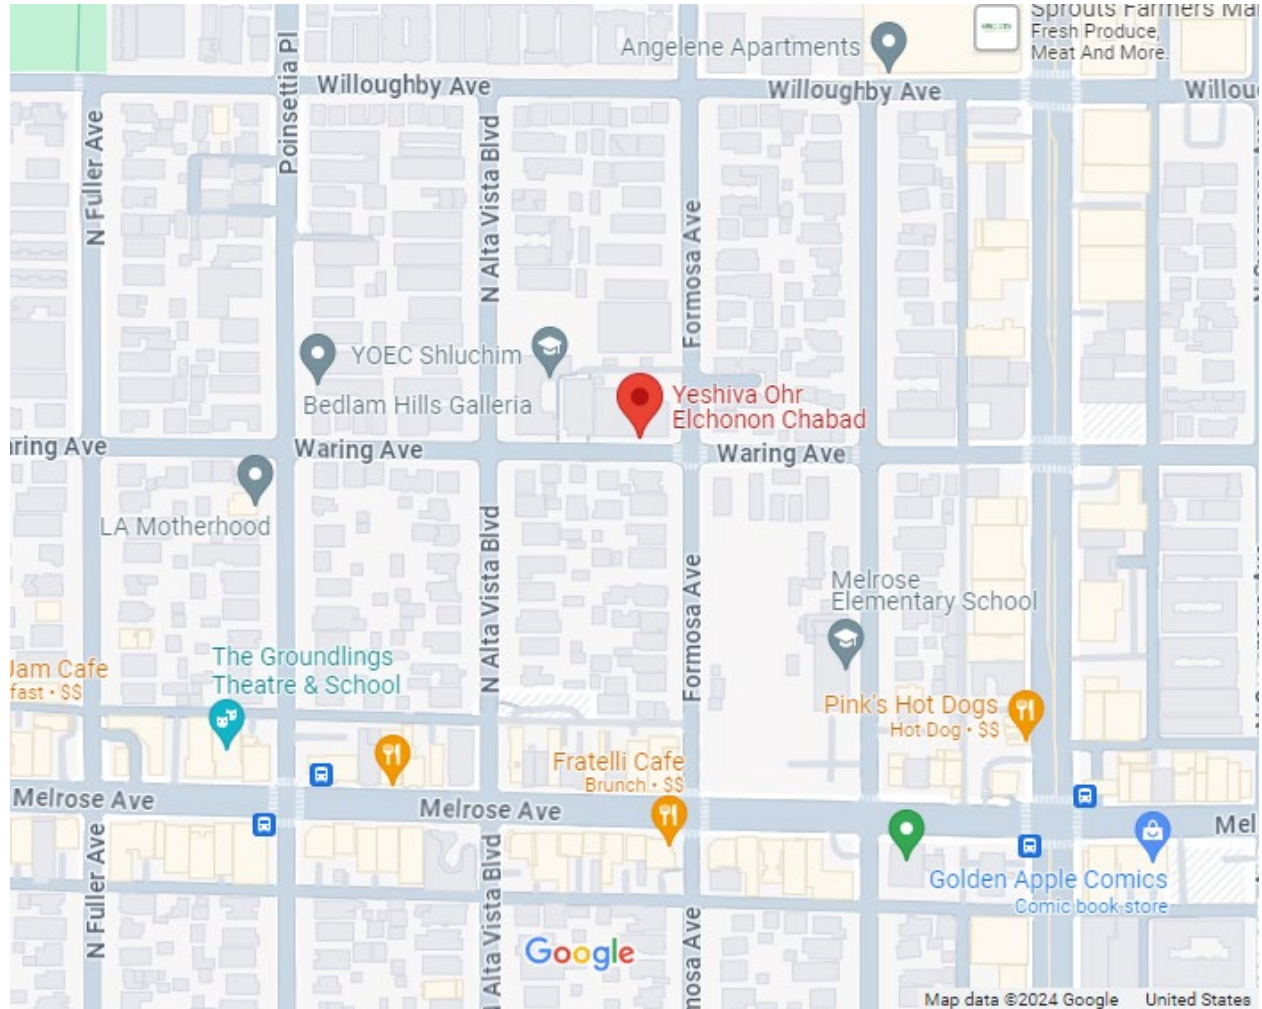 Sprouts Farmers Ma
Fresh Produce,
Meat And More.
Angelene Apartments
Poinsettia Pl
Willoughby Ave
Willoughby Ave
Willou
N Fuller Ave
N Alta Vista Blvd
Formosa Ave
YOEC Shluchim
Bedlam Hills Galleria
Yeshiva Ohr
Elchonon Chabad
aring Ave
Waring Ave
Waring Ave
LA Motherhood
N Alta Vista Blvd
Formosa Ave
Melrose
Elementary School
Jam Cafe
fast • $$
The Groundlings
Theatre & School
Pink's Hot Dogs
Hot Dog • $$
Fratelli Cafe
Brunch • $$
Melrose Ave
Melrose Ave
Mel
N Fuller Ave
Alta Vista Blvd
mosa Ave
Golden Apple Comics
Comic book store
Google
Map data ©2024 Google United States